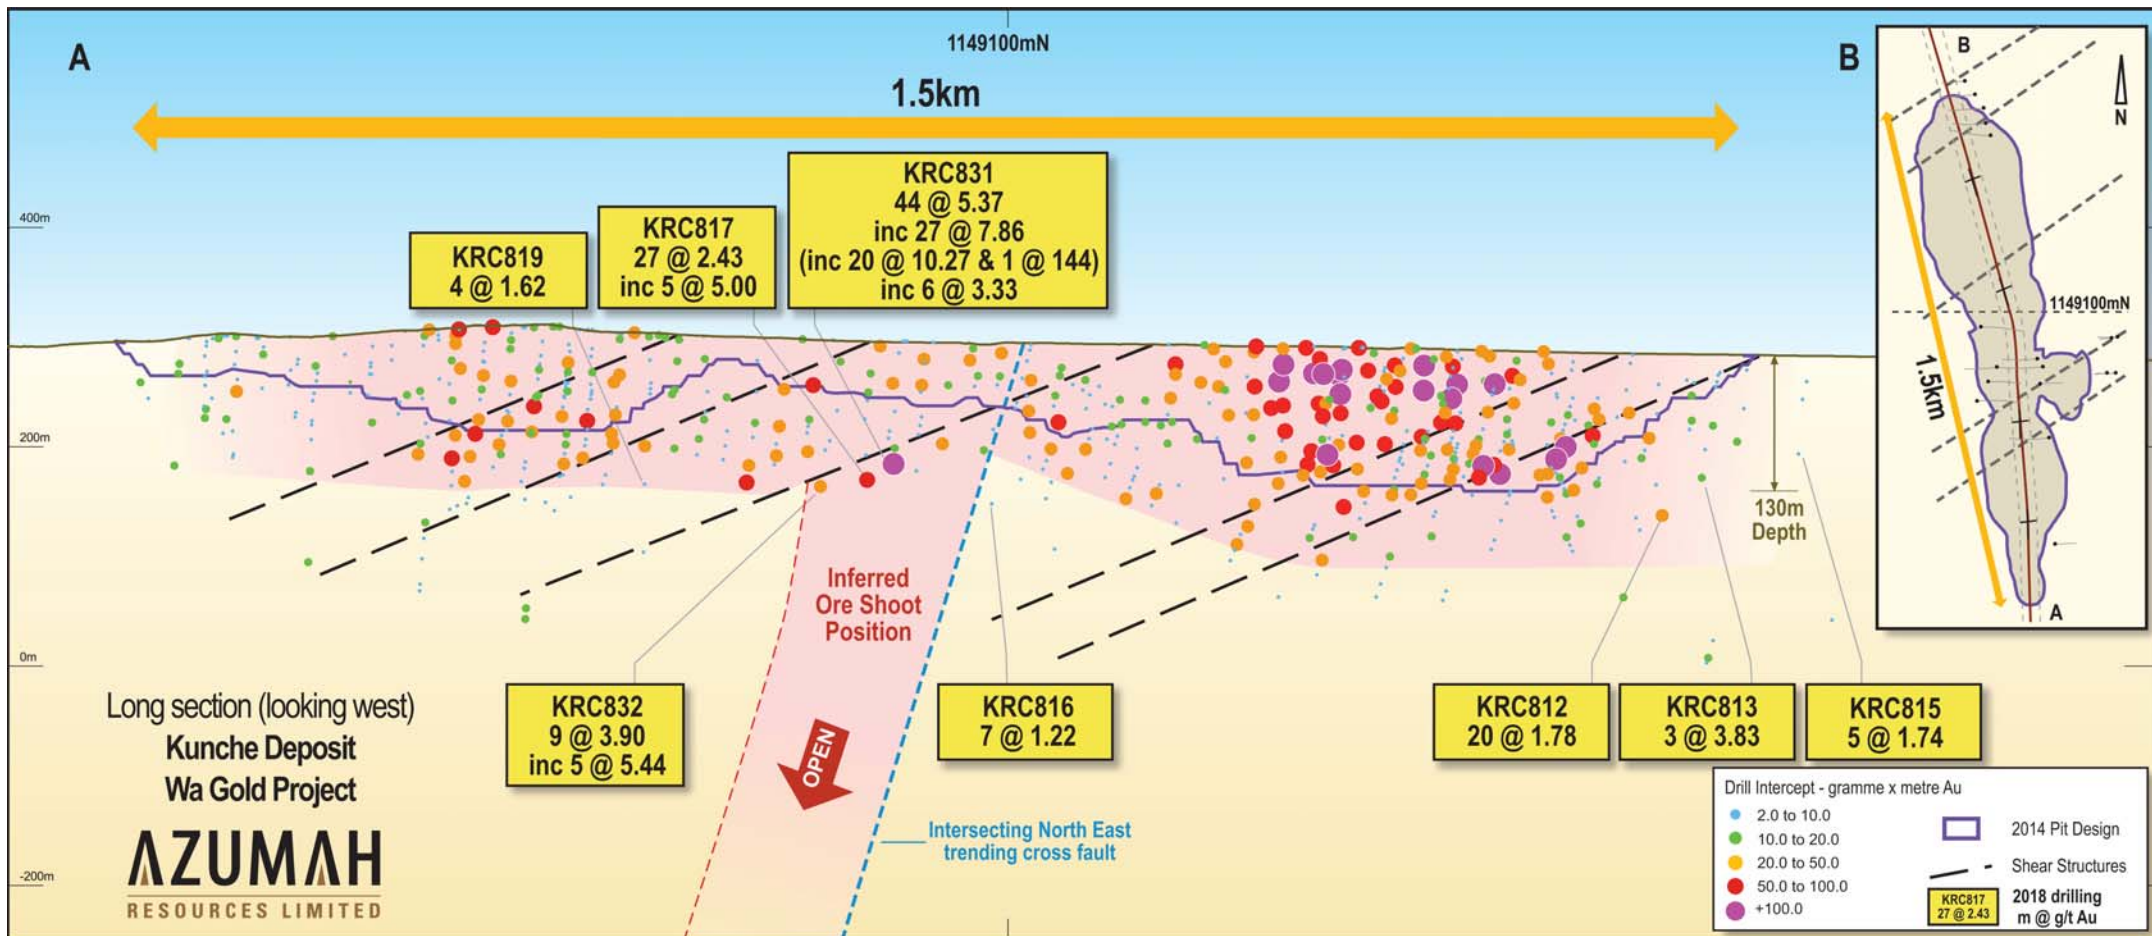 A
1149100mN
B
1.5km
400m
200m
0m
-200m
KRC819
4 @ 1.62
KRC817
27 @ 2.43
inc 5 @ 5.00
KRC831
44 @ 5.37
inc 27 @ 7.86
(inc 20 @ 10.27 & 1 @ 144)
inc 6 @ 3.33
130m
Depth
Inferred
Ore Shoot
Position
OPEN
KRC832
9 @ 3.90
inc 5 @ 5.44
KRC816
7 @ 1.22
KRC812
20 @ 1.78
KRC813
3 @ 3.83
KRC815
5 @ 1.74
Intersecting North East
trending cross fault
Long section (looking west)
Kunche Deposit
Wa Gold Project
AZUMAH
RESOURCES LIMITED
B
N
1149100mN
1.5km
A
Drill Intercept - gramme x metre Au
2.0 to 10.0
10.0 to 20.0
20.0 to 50.0
50.0 to 100.0
+100.0
2014 Pit Design
Shear Structures
KRC817
27 @ 2.43
2018 drilling
m @ g/t Au